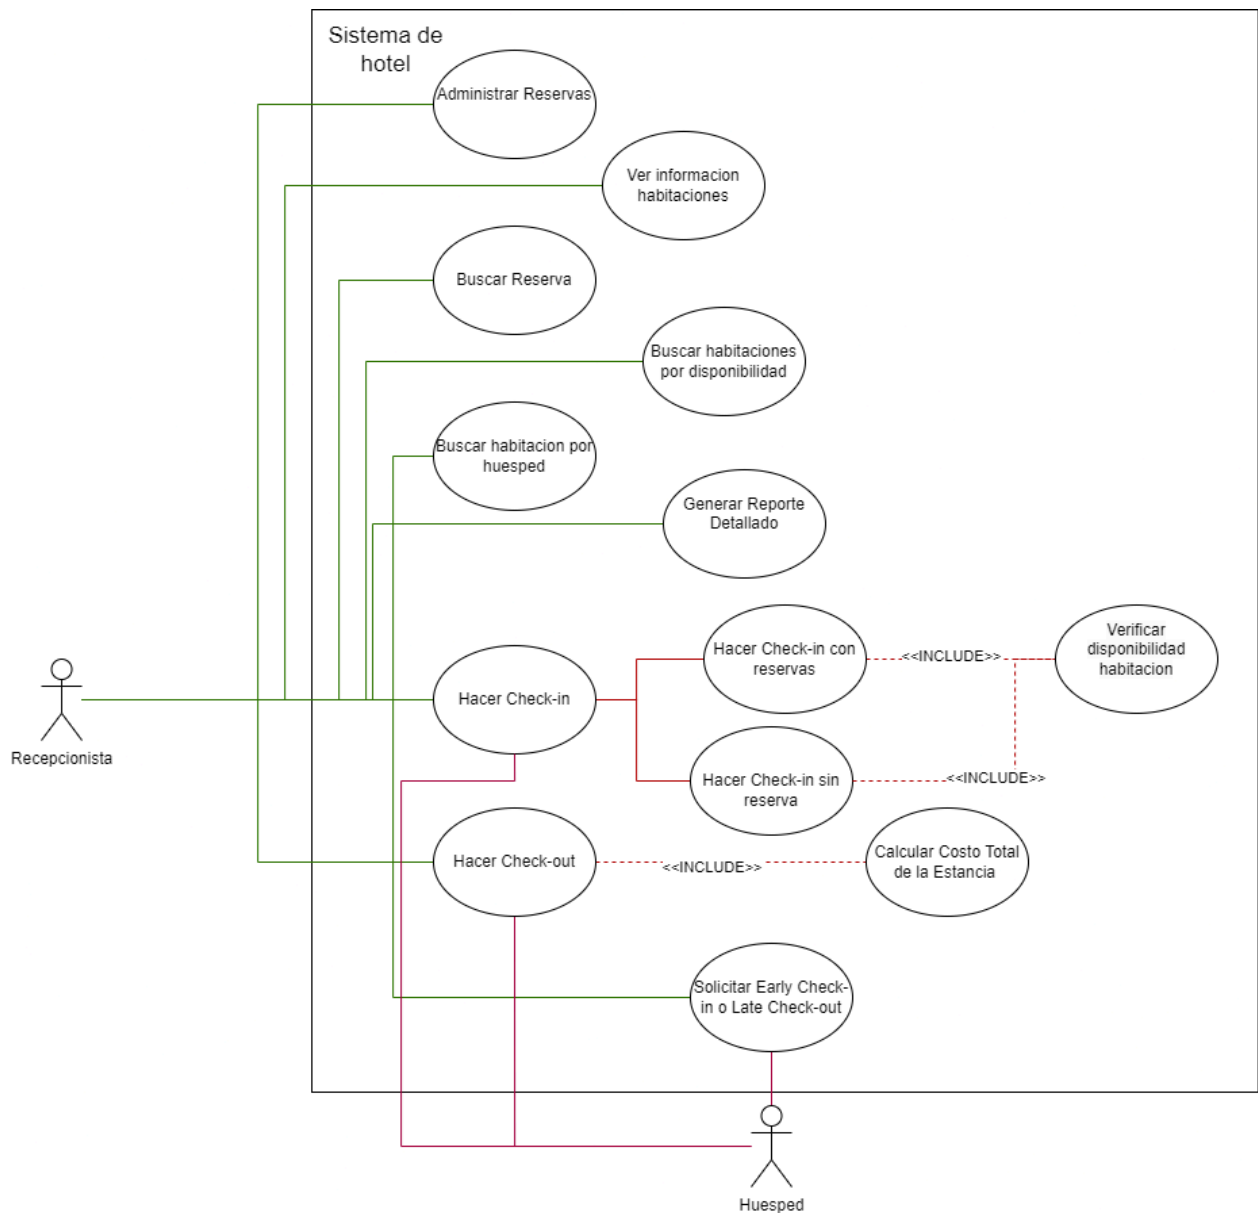 Sistema de
hotel
Administrar Reservas
Ver informacion
habitaciones
Buscar Reserva
Buscar habitaciones
por disponibilidad
Buscar habitacion por
huesped
Generar Reporte
Detallado
Hacer Check-in con
reservas
<<INCLUDE>>
Verificar
disponibilidad
habitacion
Hacer Check-in
Recepcionista
Hacer Check-in sin
reserva
<<INCLUDE>>
Hacer Check-out
<<INCLUDE>>
Calcular Costo Total
de la Estancia
Solicitar Early Check-
in o Late Check-out
Huesped